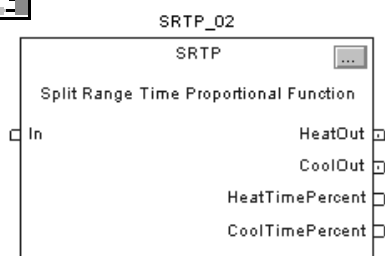 SRTP_02
SRTP
...
Split Range Time Proportional Function
In
HeatOut
CoolOut
HeatTimePercent
CoolTimePercent